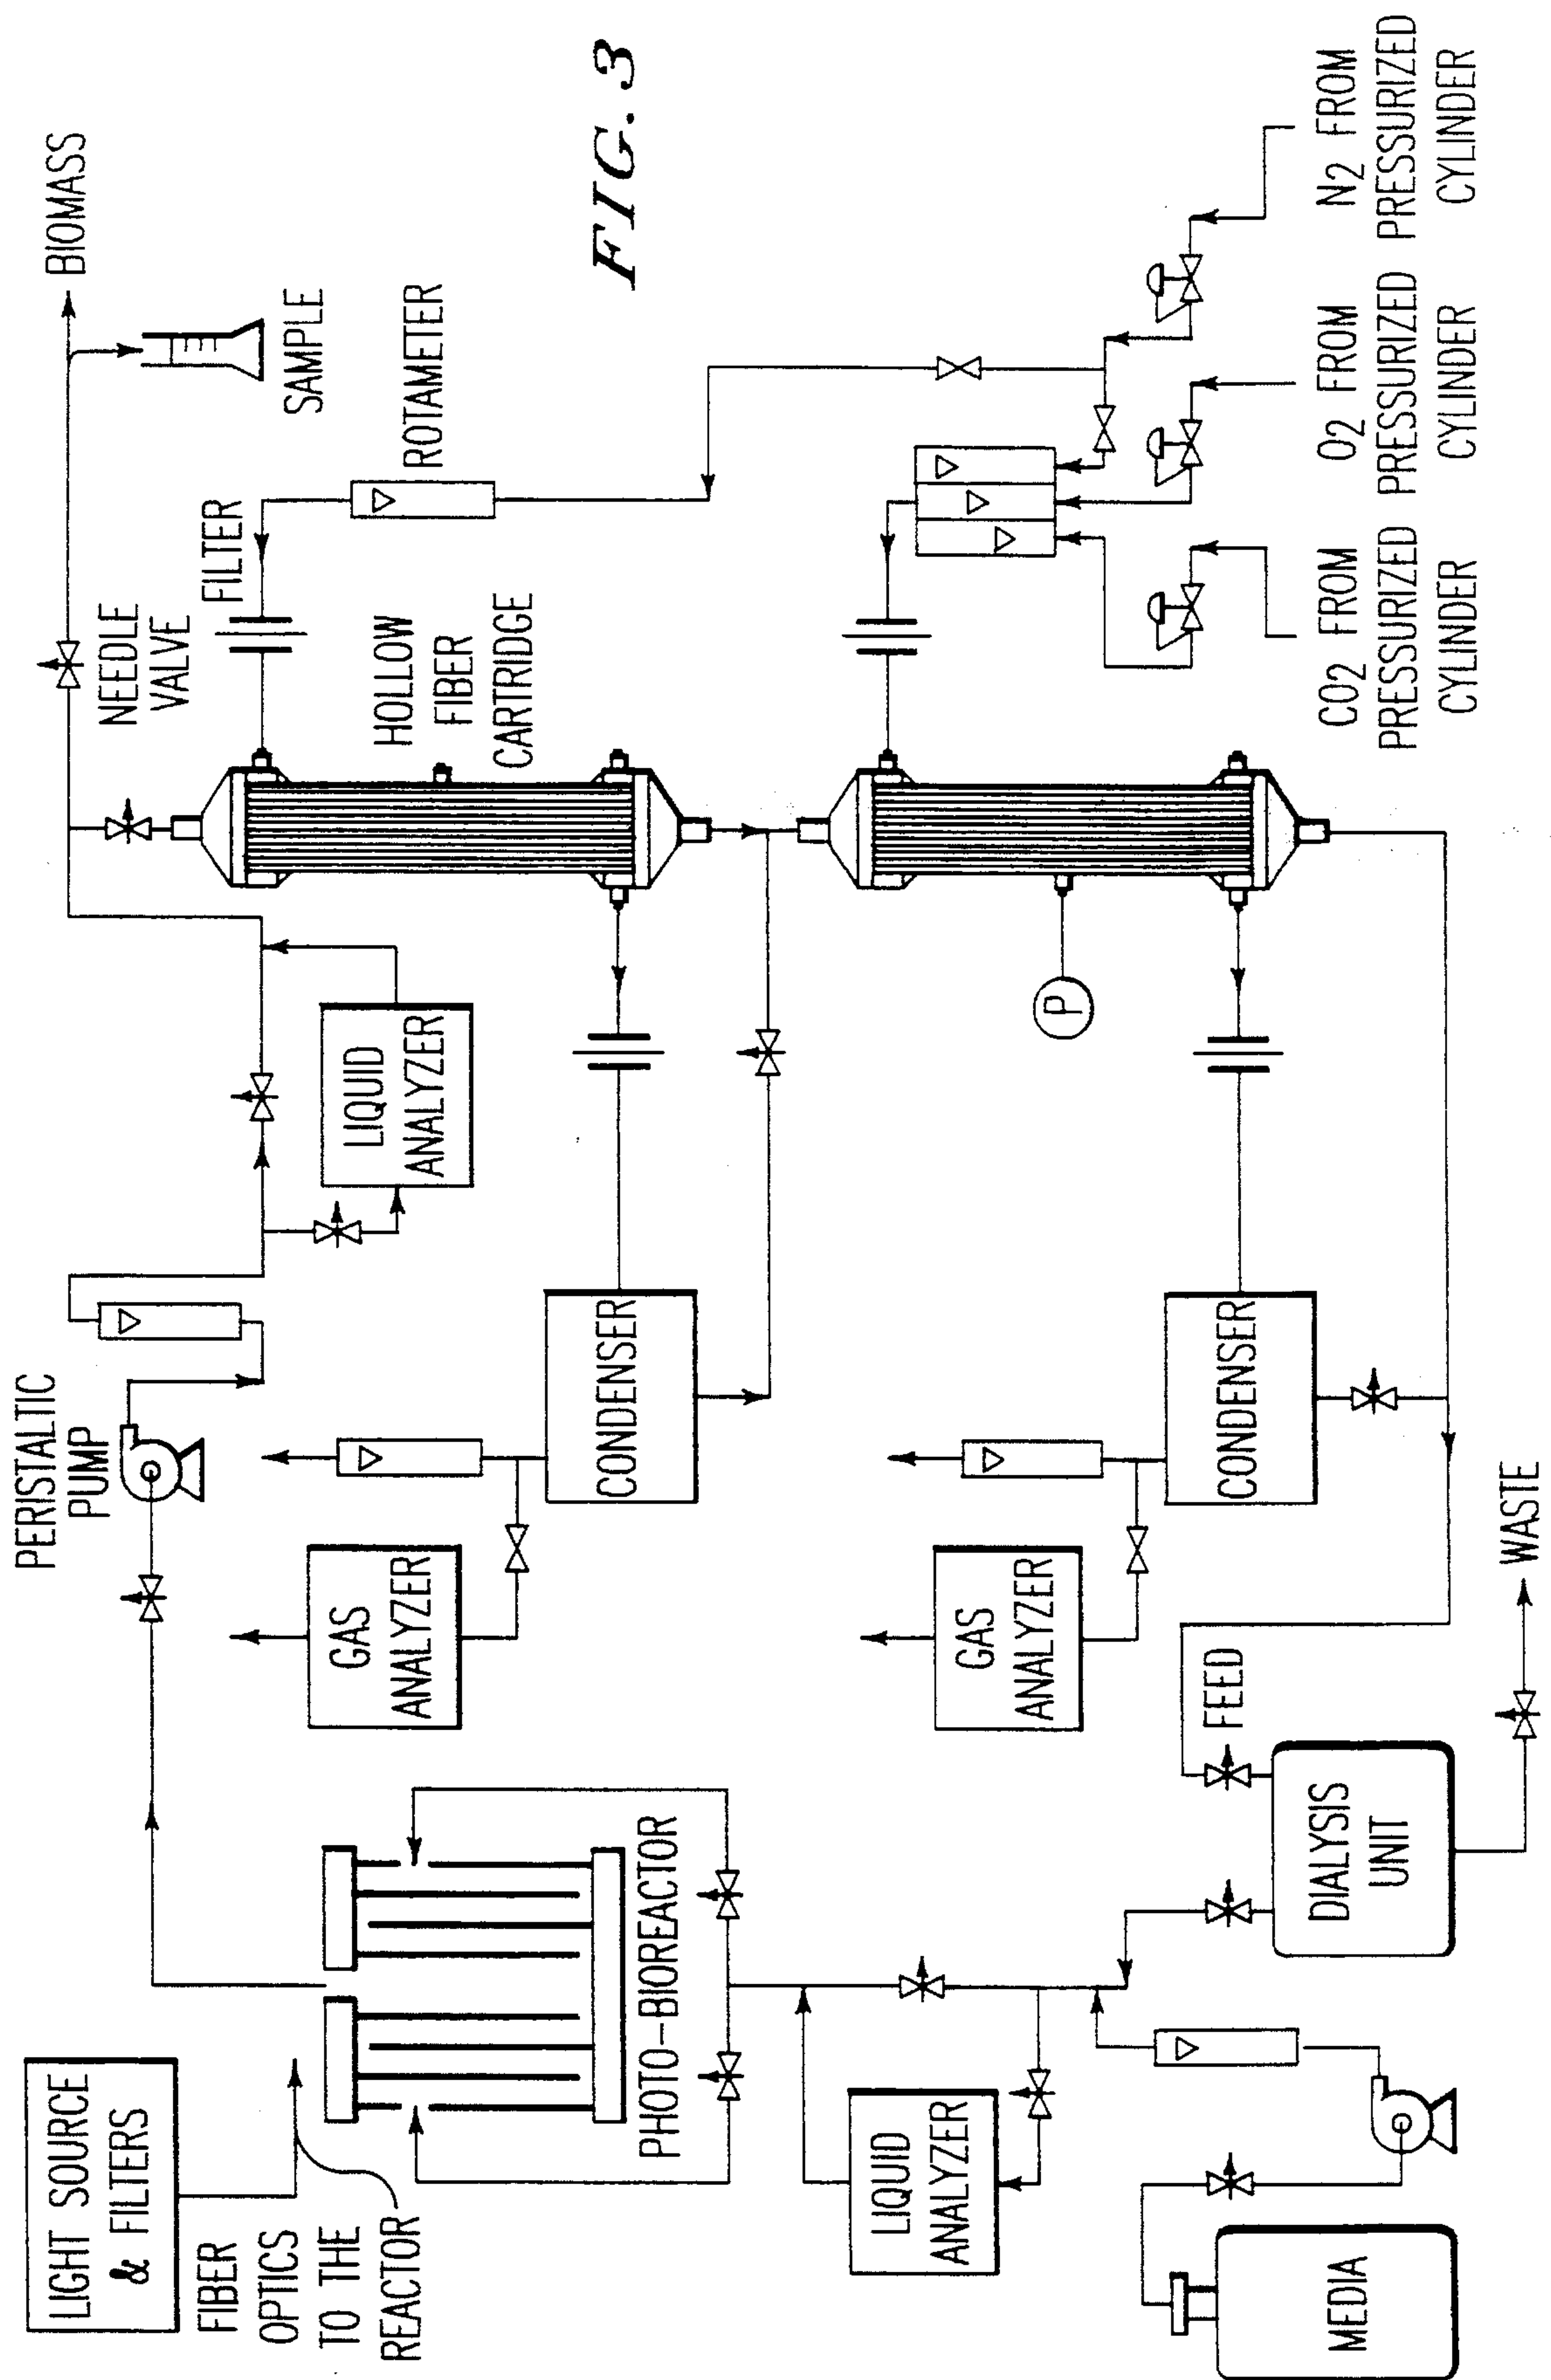 FIG. 3
LIGHT SOURCE
& FILTERS
FIBER
OPTICS
TO THE
REACTOR
PHOTO-BIOREACTOR
PERISTALTIC
PUMP
LIQUID
ANALYZER
NEEDLE
VALVE
BIOMASS
SAMPLE
FILTER
ROTAMETER
HOLLOW
FIBER
CARTRIDGE
GAS
ANALYZER
CONDENSER
LIQUID
ANALYZER
GAS
ANALYZER
CONDENSER
P
MEDIA
DIALYSIS
UNIT
FEED
WASTE
CO2 FROM
PRESSURIZED
CYLINDER
O2 FROM
PRESSURIZED
CYLINDER
N2 FROM
PRESSURIZED
CYLINDER